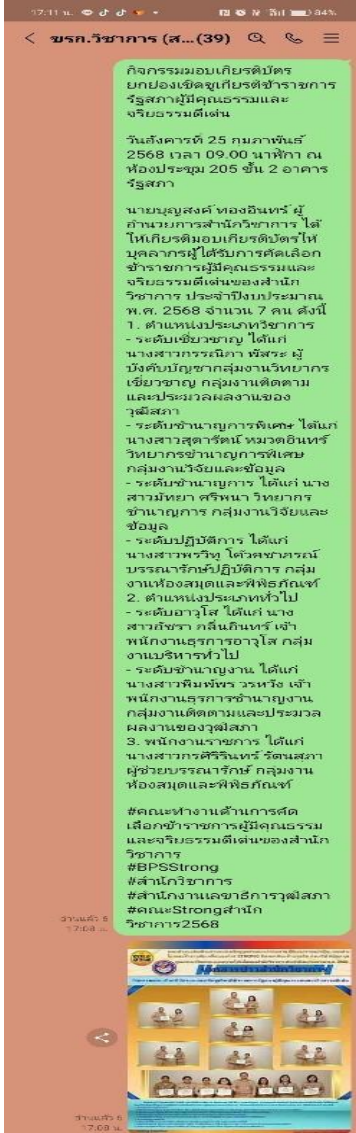 17:11 น.
84%
ขรก.วิชาการ (ส...(39)
กิจกรรมมอบเกียรติบัตร
ยกย่องเชิดชูเกียรติข้าราชการ
รัฐสภาผู้มีคุณธรรมและ
จริยธรรมดีเด่น
วันอังคารที่ 25 กุมภาพันธ์
2568 เวลา 09.00 นาฬิกา ณ
ห้องประชุม 205 ชั้น 2 อาคาร
รัฐสภา
นายบุญสงค์ ทองอินทร์ ผู้
อำนวยการสำนักวิชาการ ได้
ให้เกียรติมอบเกียรติบัตรให้
บุคลากรผู้ได้รับการคัดเลือก
ข้าราชการผู้มีคุณธรรมและ
จริยธรรมดีเด่นของสำนัก
วิชาการ ประจำปีงบประมาณ
พ.ศ. 2568 จำนวน 7 คน ดังนี้
1. ตำแหน่งประเภทวิชาการ
- ระดับเชี่ยวชาญ ได้แก่
นางสาวกรรณิกา พัสระ ผู้
บังคับบัญชากลุ่มงานวิทยากร
เชี่ยวชาญ กลุ่มงานติดตาม
และประมวลผลงานของ
วุฒิสภา
- ระดับชำนาญการพิเศษ ได้แก่
นางสาวสุดารัตน์ หมวดอินทร์
วิทยากรชำนาญการพิเศษ
กลุ่มงานวิจัยและข้อมูล
- ระดับชำนาญการ ได้แก่ นาง
สาวมัทยา ศรีพนา วิทยากร
ชำนาญการ กลุ่มงานวิจัยและ
ข้อมูล
- ระดับปฏิบัติการ ได้แก่
นางสาวพรวิทู โค้วคชาภรณ์
บรรณารักษ์ปฏิบัติการ กลุ่ม
งานห้องสมุดและพิพิธภัณฑ์
2. ตำแหน่งประเภททั่วไป
- ระดับอาวุโส ได้แก่ นาง
สาวอัชรา กลิ่นอินทร์ เจ้า
พนักงานธุรการอาวุโส กลุ่ม
งานบริหารทั่วไป
- ระดับชำนาญงาน ได้แก่
นางสาวพิมพ์พร วรหวัง เจ้า
พนักงานธุรการชำนาญงาน
กลุ่มงานติดตามและประมวล
ผลงานของวุฒิสภา
3. พนักงานราชการ ได้แก่
นางสาวกรศิริรินทร์ รัตนสุภา
ผู้ช่วยบรรณารักษ์ กลุ่มงาน
ห้องสมุดและพิพิธภัณฑ์
#คณะทำงานด้านการคัด
เลือกข้าราชการผู้มีคุณธรรม
และจริยธรรมดีเด่นของสำนัก
วิชาการ
#BPSStrong
#สำนักวิชาการ
#สำนักงานเลขาธิการวุฒิสภา
#คณะStrongสำนัก
วิชาการ2568
อ่านแล้ว 6
17:08 น.
อ่านแล้ว 6
17:08 น.